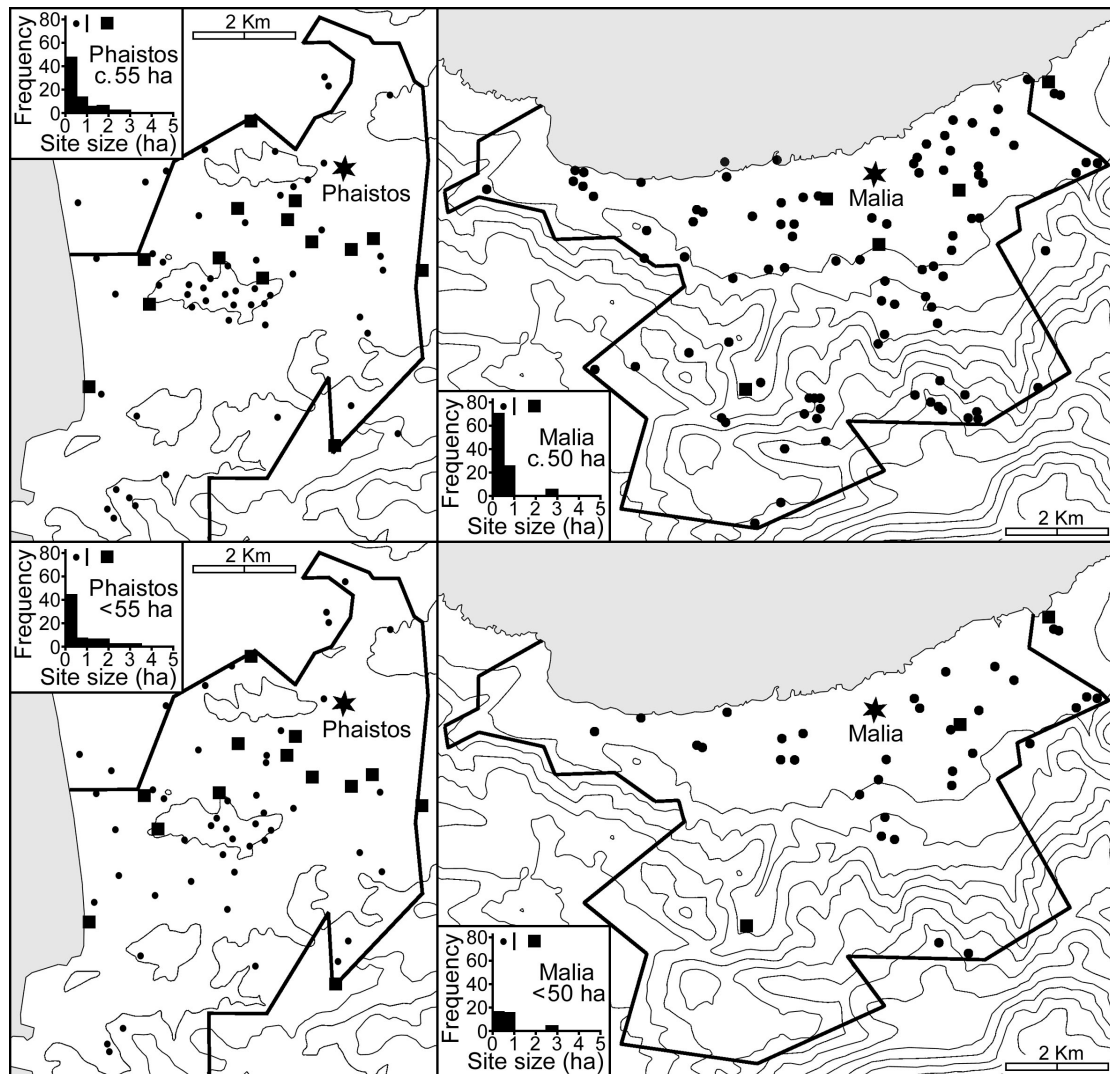 80
60
40
20
0
Frequency
Phaistos
c. 55 ha
0 1 2 3 4 5
Site size (ha)
2 Km
Phaistos
Malia
80
60
40
20
0
Frequency
Malia
c. 50 ha
0 1 2 3 4 5
Site size (ha)
2 Km
80
60
40
20
0
Frequency
Phaistos
<55 ha
0 1 2 3 4 5
Site size (ha)
2 Km
Phaistos
Malia
80
60
40
20
0
Frequency
Malia
<50 ha
0 1 2 3 4 5
Site size (ha)
2 Km